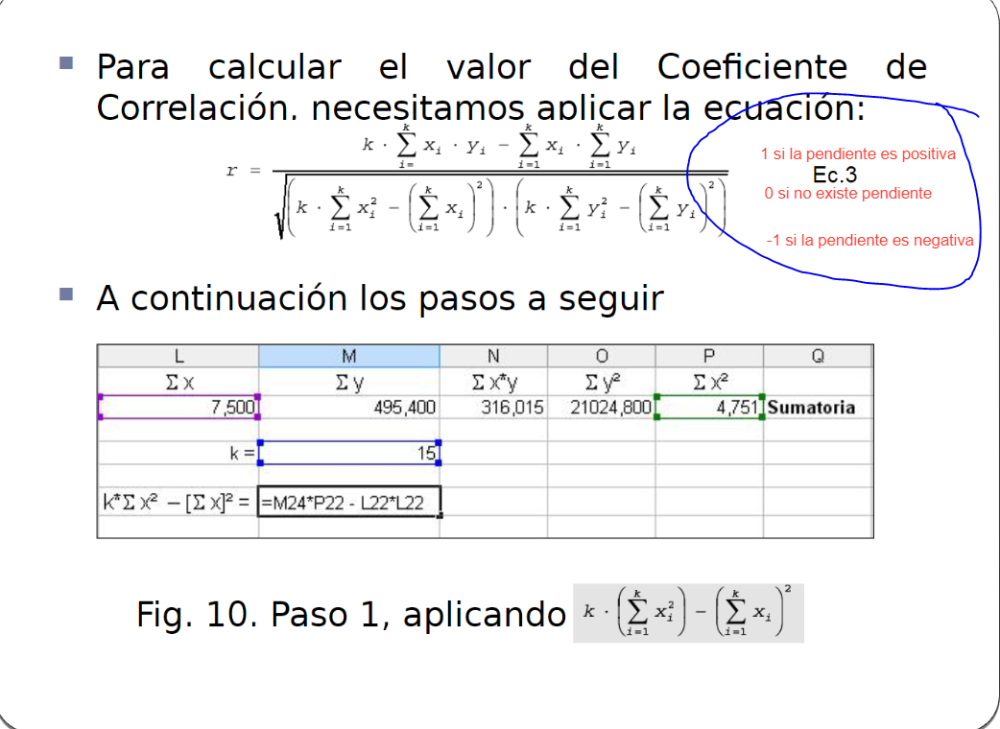 Para calcular el valor del Coeficiente de
Correlación, necesitamos aplicar la ecuación:
r = \frac{k \cdot \sum_{i=}^{k} x_i \cdot y_i - \sum_{i=1}^{k} x_i \cdot \sum_{i=1}^{k} y_i}{\sqrt{\left(k \cdot \sum_{i=1}^{k} x_i^2 - \left(\sum_{i=1}^{k} x_i\right)^2\right) \cdot \left(k \cdot \sum_{i=1}^{k} y_i^2 - \left(\sum_{i=1}^{k} y_i\right)^2\right)}}
1 si la pendiente es positiva
Ec.3
0 si no existe pendiente
-1 si la pendiente es negativa
A continuación los pasos a seguir
L M N O P Q
Σ x Σ y Σ x*y Σ y² Σ x²
7,500 495,400 316,015 21024,800 4,751 Sumatoria
k = 15
k*Σ x² – [Σ x]² = =M24*P22 - L22*L22
Fig. 10. Paso 1, aplicando k \cdot \left(\sum_{i=1}^{k} x_i^2\right) - \left(\sum_{i=1}^{k} x_i\right)^2